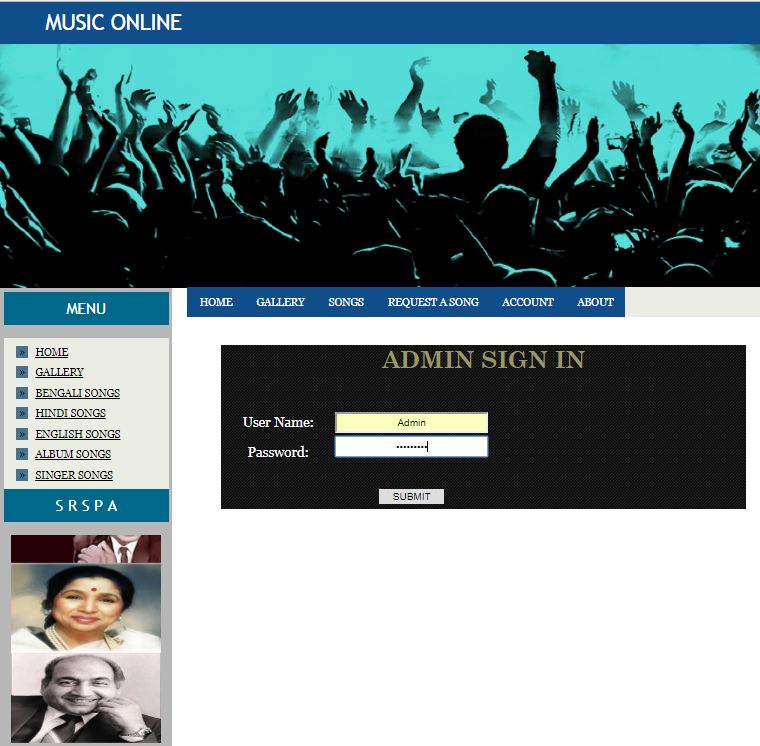 MUSIC ONLINE
MENU
HOME GALLERY SONGS REQUEST A SONG ACCOUNT ABOUT
» HOME
» GALLERY
» BENGALI SONGS
» HINDI SONGS
» ENGLISH SONGS
» ALBUM SONGS
» SINGER SONGS
S R S P A
ADMIN SIGN IN
User Name: Admin
Password: •••••••••
SUBMIT